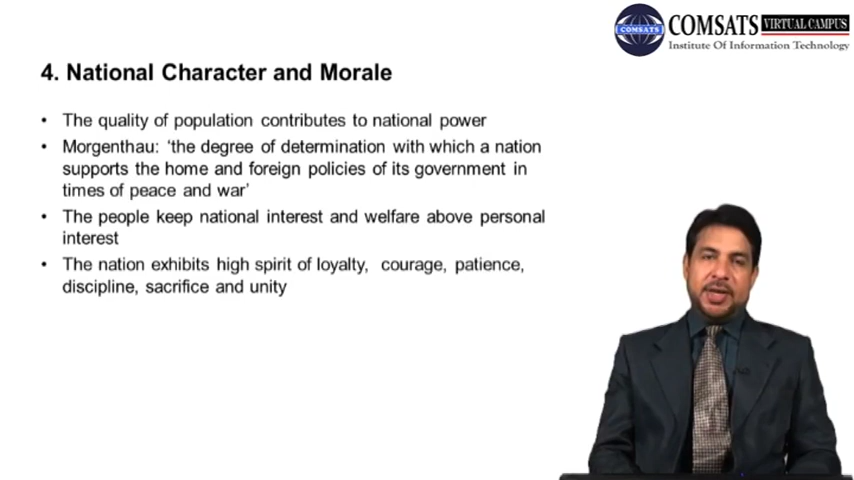 COMSATS VIRTUAL CAMPUS
COMSATS
Institute Of Information Technology
4. National Character and Morale
• The quality of population contributes to national power
• Morgenthau: 'the degree of determination with which a nation
supports the home and foreign policies of its government in
times of peace and war'
• The people keep national interest and welfare above personal
interest
• The nation exhibits high spirit of loyalty, courage, patience,
discipline, sacrifice and unity